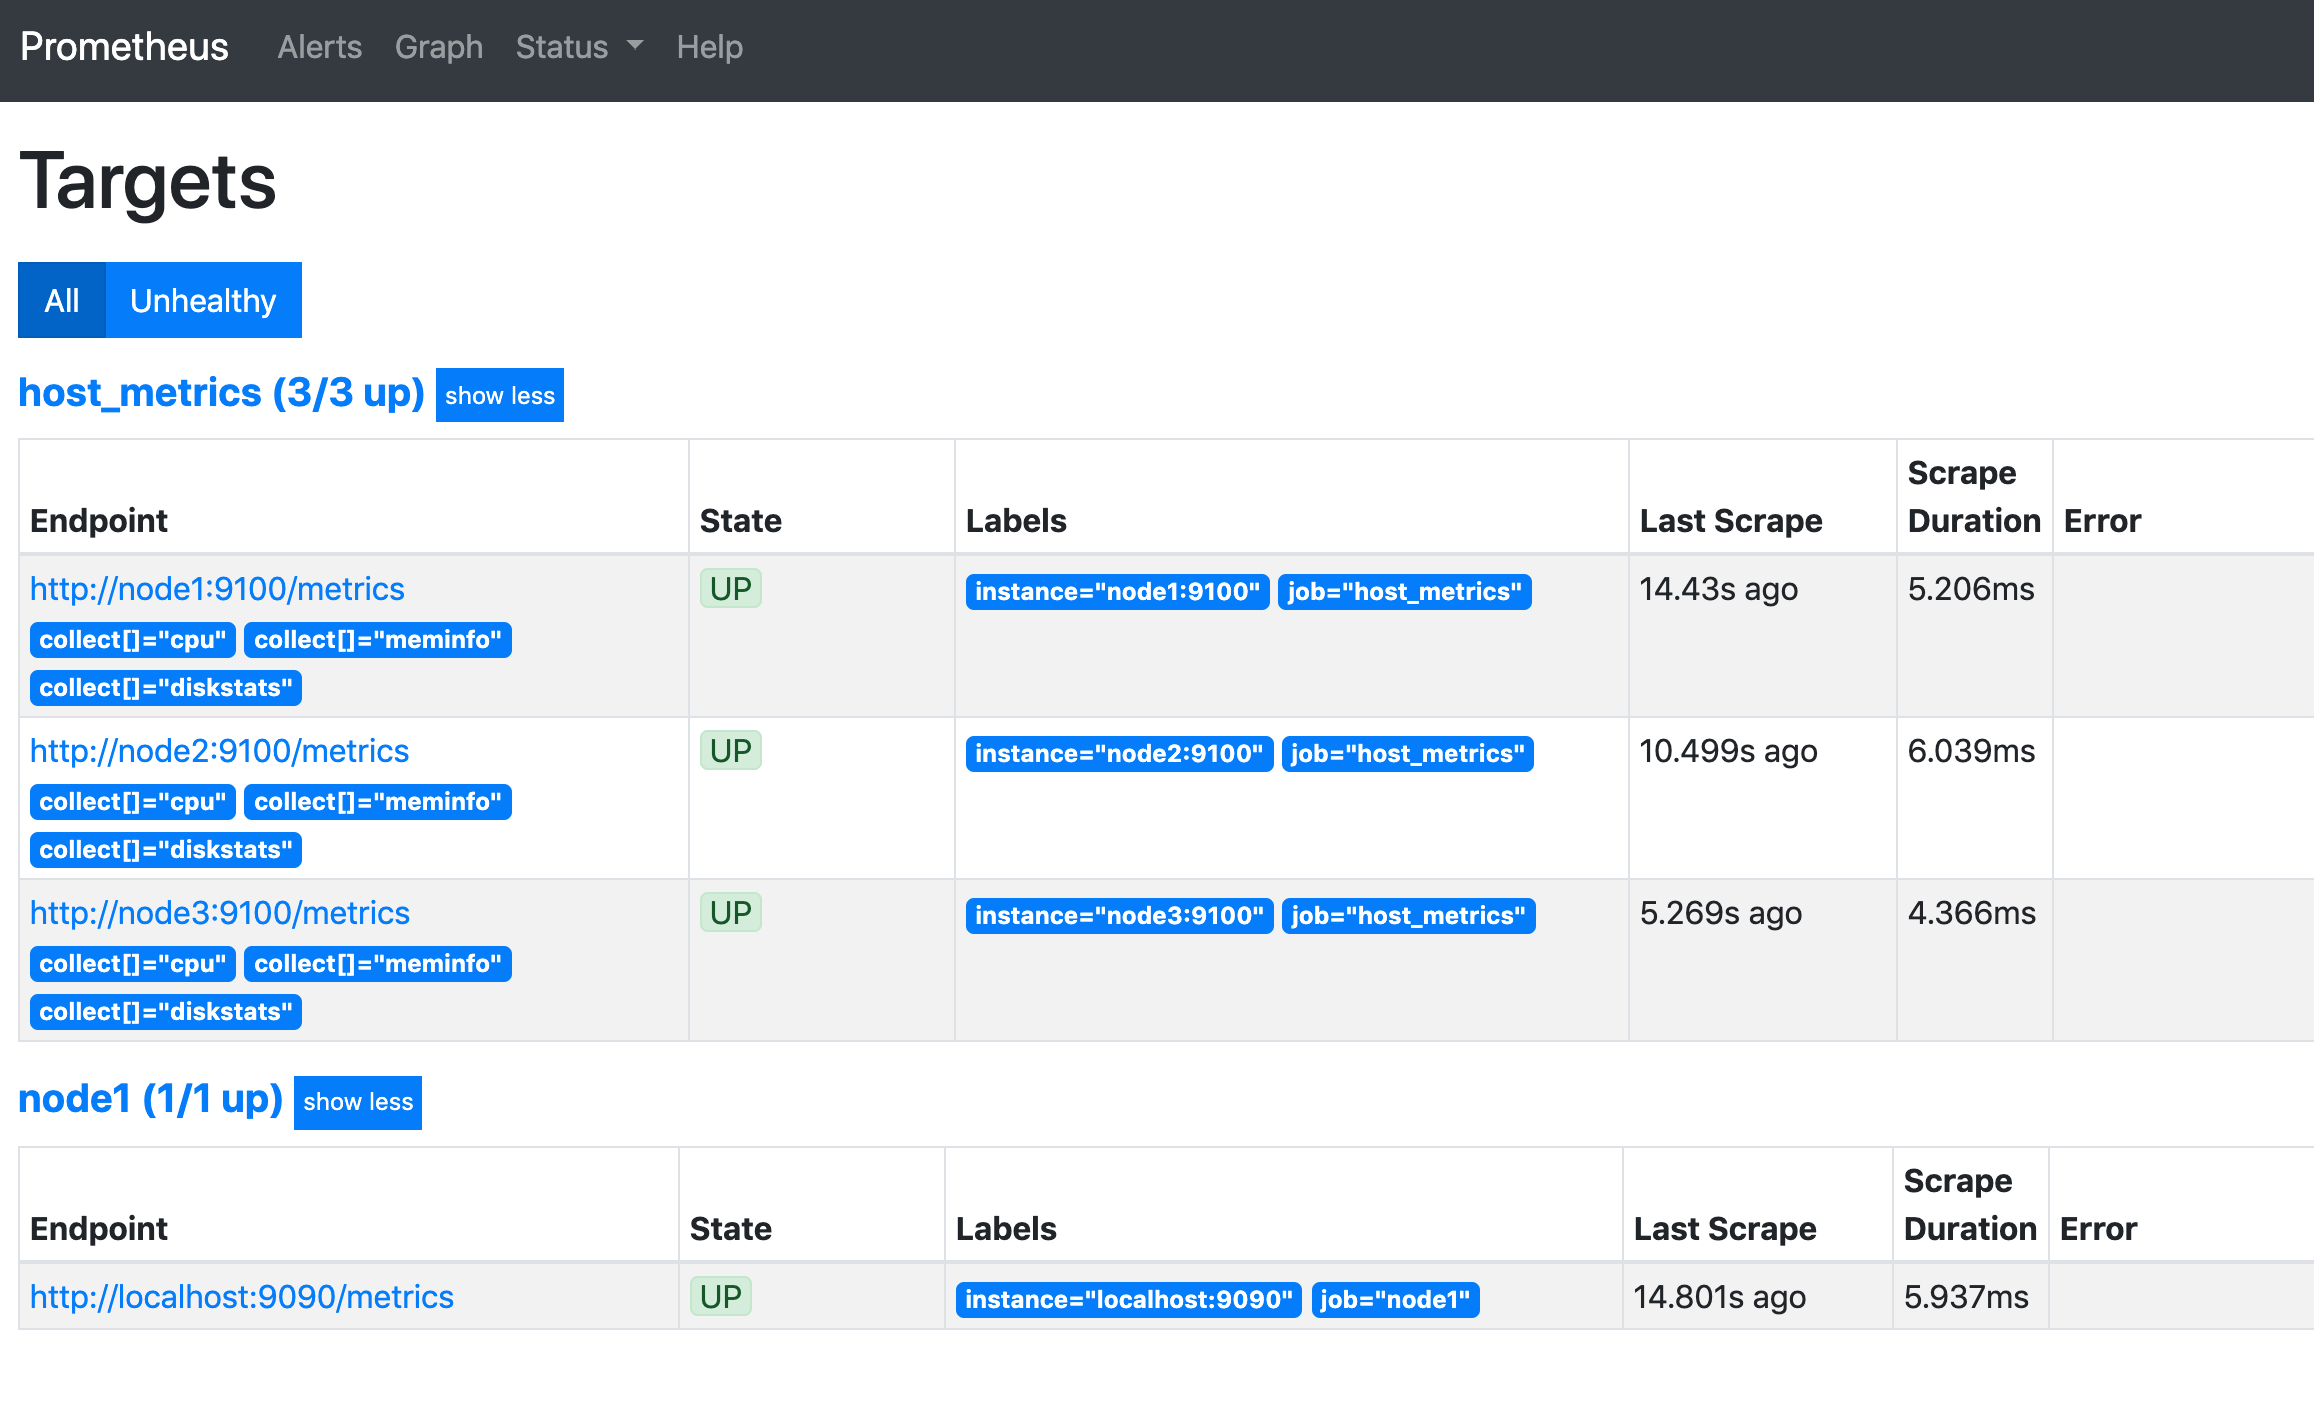 Prometheus Alerts Graph Status Help
Targets
All Unhealthy
host_metrics (3/3 up) show less
Endpoint State Labels Last Scrape Scrape Duration Error
http://node1:9100/metrics UP instance="node1:9100" job="host_metrics" 14.43s ago 5.206ms
collect[]="cpu" collect[]="meminfo"
collect[]="diskstats"
http://node2:9100/metrics UP instance="node2:9100" job="host_metrics" 10.499s ago 6.039ms
collect[]="cpu" collect[]="meminfo"
collect[]="diskstats"
http://node3:9100/metrics UP instance="node3:9100" job="host_metrics" 5.269s ago 4.366ms
collect[]="cpu" collect[]="meminfo"
collect[]="diskstats"
node1 (1/1 up) show less
Endpoint State Labels Last Scrape Scrape Duration Error
http://localhost:9090/metrics UP instance="localhost:9090" job="node1" 14.801s ago 5.937ms